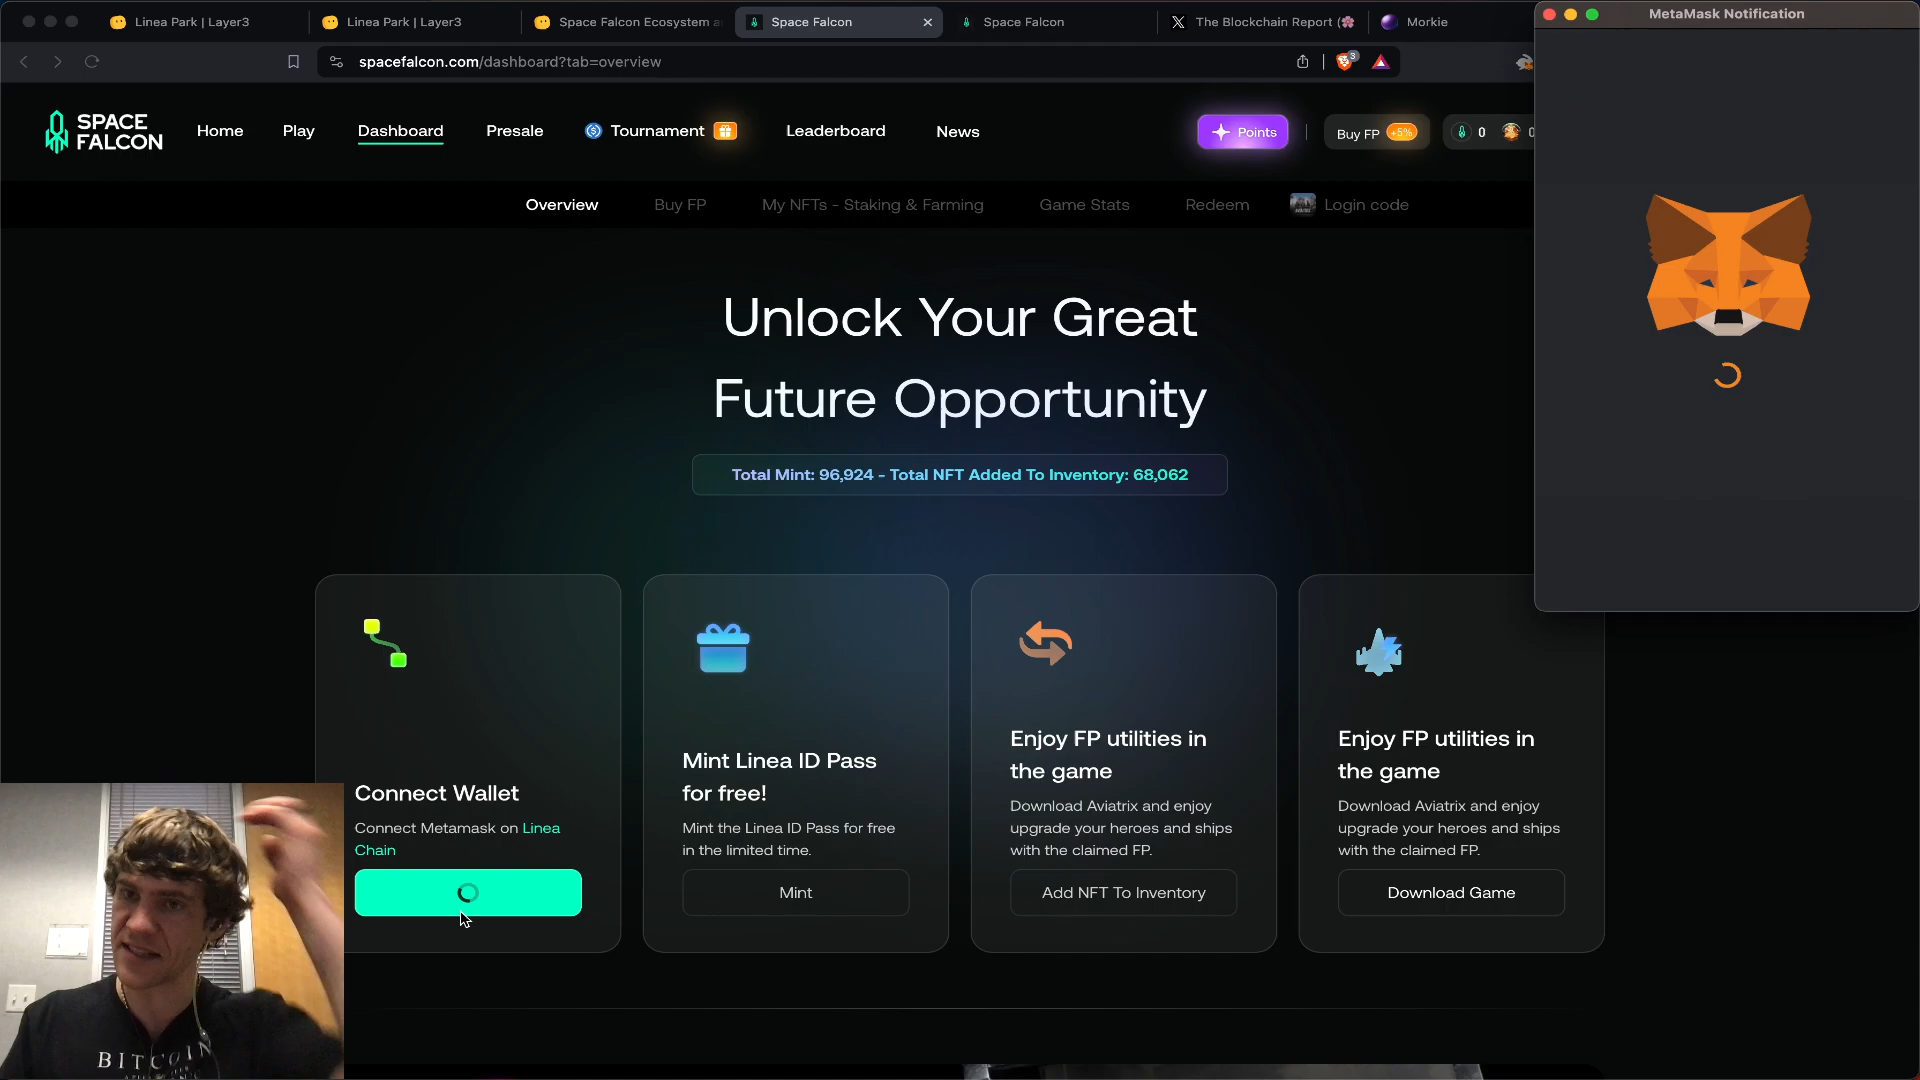 Linea Park | Layer3
Linea Park | Layer3
Space Falcon Ecosystem a
Space Falcon
Space Falcon
The Blockchain Report (🌸
Morkie
MetaMask Notification
spacefalcon.com/dashboard?tab=overview
3
SPACE
FALCON
Home
Play
Dashboard
Presale
Tournament
Leaderboard
News
Points
Buy FP
+5%
0
0
Overview
Buy FP
My NFTs - Staking & Farming
Game Stats
Redeem
Login code
Unlock Your Great
Future Opportunity
Total Mint: 96,924 - Total NFT Added To Inventory: 68,062
Connect Wallet
Connect Metamask on Linea
Chain
Mint Linea ID Pass
for free!
Mint the Linea ID Pass for free
in the limited time.
Mint
Enjoy FP utilities in
the game
Download Aviatrix and enjoy
upgrade your heroes and ships
with the claimed FP.
Add NFT To Inventory
Enjoy FP utilities in
the game
Download Aviatrix and enjoy
upgrade your heroes and ships
with the claimed FP.
Download Game
BITCOIN